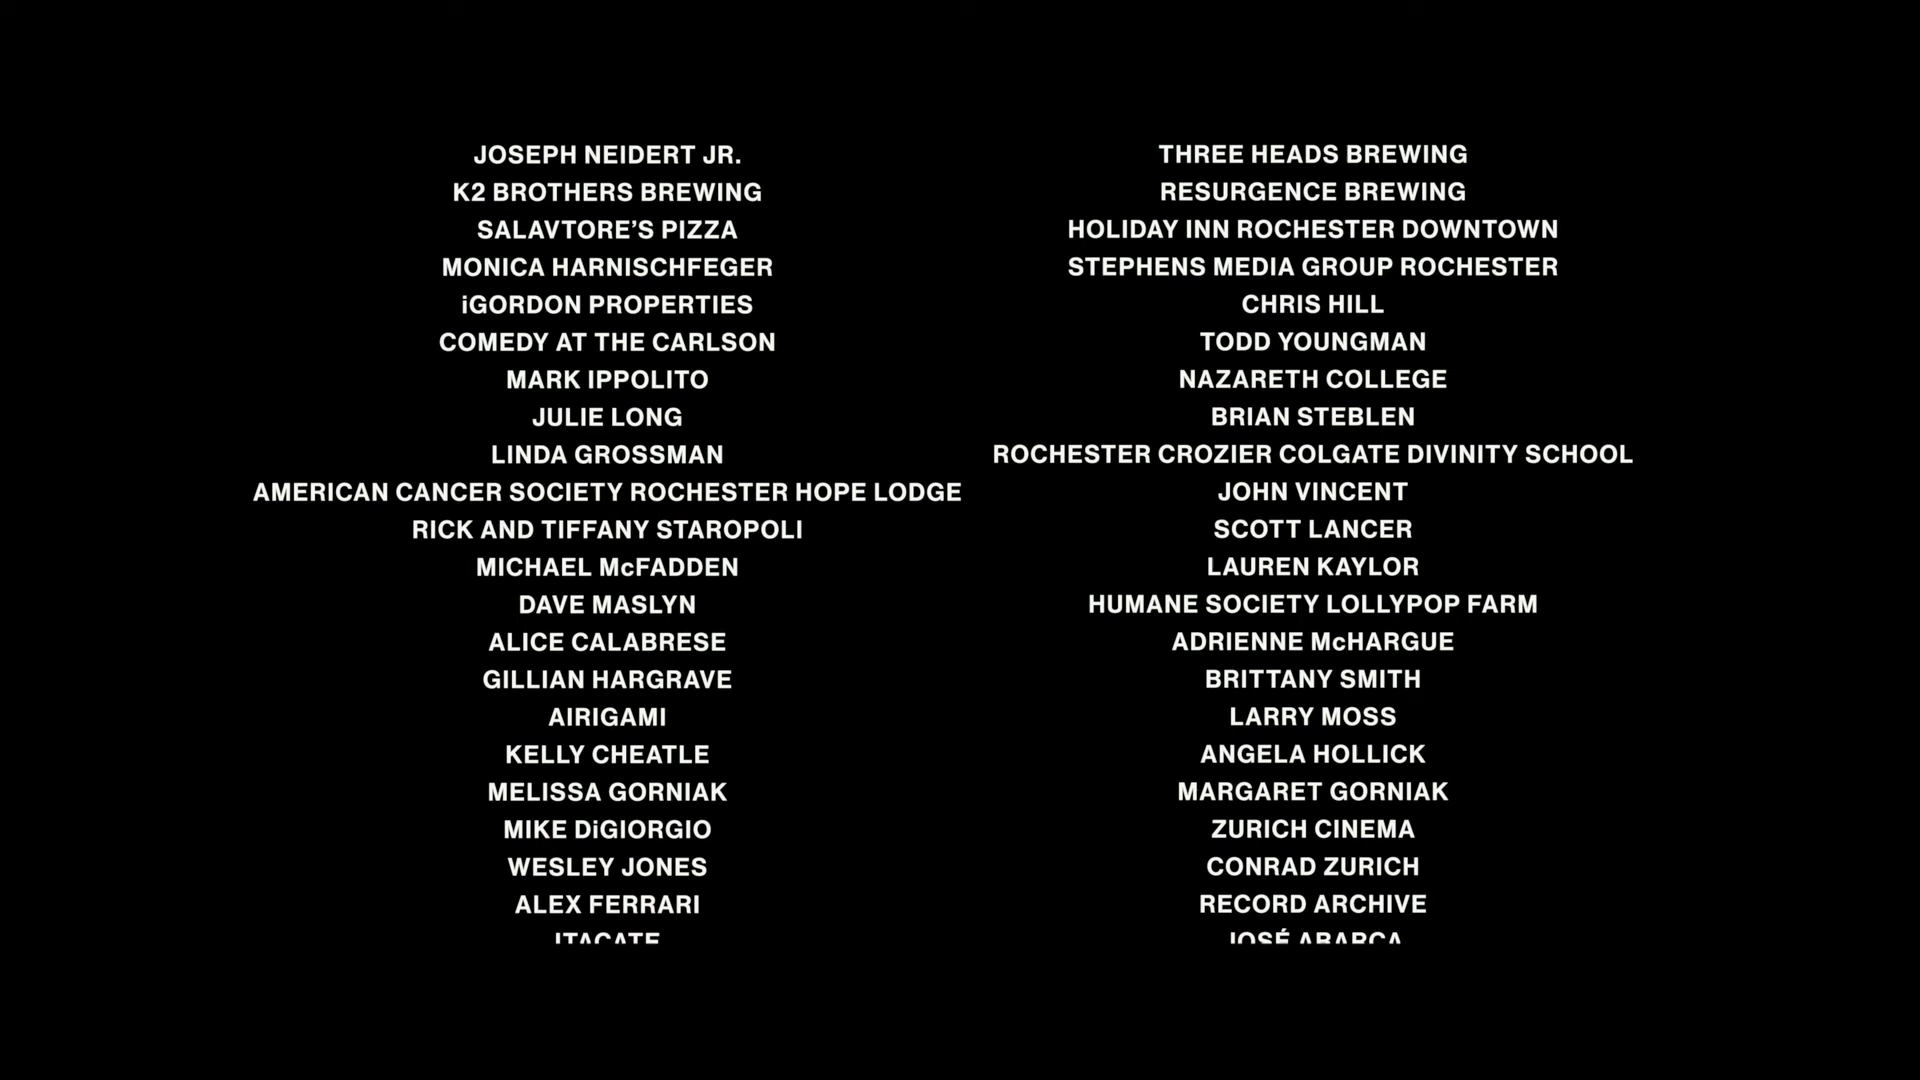 JOSEPH NEIDERT JR.
K2 BROTHERS BREWING
SALAVTORE’S PIZZA
MONICA HARNISCHFEGER
iGORDON PROPERTIES
COMEDY AT THE CARLSON
MARK IPPOLITO
JULIE LONG
LINDA GROSSMAN
AMERICAN CANCER SOCIETY ROCHESTER HOPE LODGE
RICK AND TIFFANY STAROPOLI
MICHAEL McFADDEN
DAVE MASLYN
ALICE CALABRESE
GILLIAN HARGRAVE
AIRIGAMI
KELLY CHEATLE
MELISSA GORNIAK
MIKE DiGIORGIO
WESLEY JONES
ALEX FERRARI
ITACATE
THREE HEADS BREWING
RESURGENCE BREWING
HOLIDAY INN ROCHESTER DOWNTOWN
STEPHENS MEDIA GROUP ROCHESTER
CHRIS HILL
TODD YOUNGMAN
NAZARETH COLLEGE
BRIAN STEBLEN
ROCHESTER CROZIER COLGATE DIVINITY SCHOOL
JOHN VINCENT
SCOTT LANCER
LAUREN KAYLOR
HUMANE SOCIETY LOLLYPOP FARM
ADRIENNE McHARGUE
BRITTANY SMITH
LARRY MOSS
ANGELA HOLLICK
MARGARET GORNIAK
ZURICH CINEMA
CONRAD ZURICH
RECORD ARCHIVE
JOSÉ ABARCA